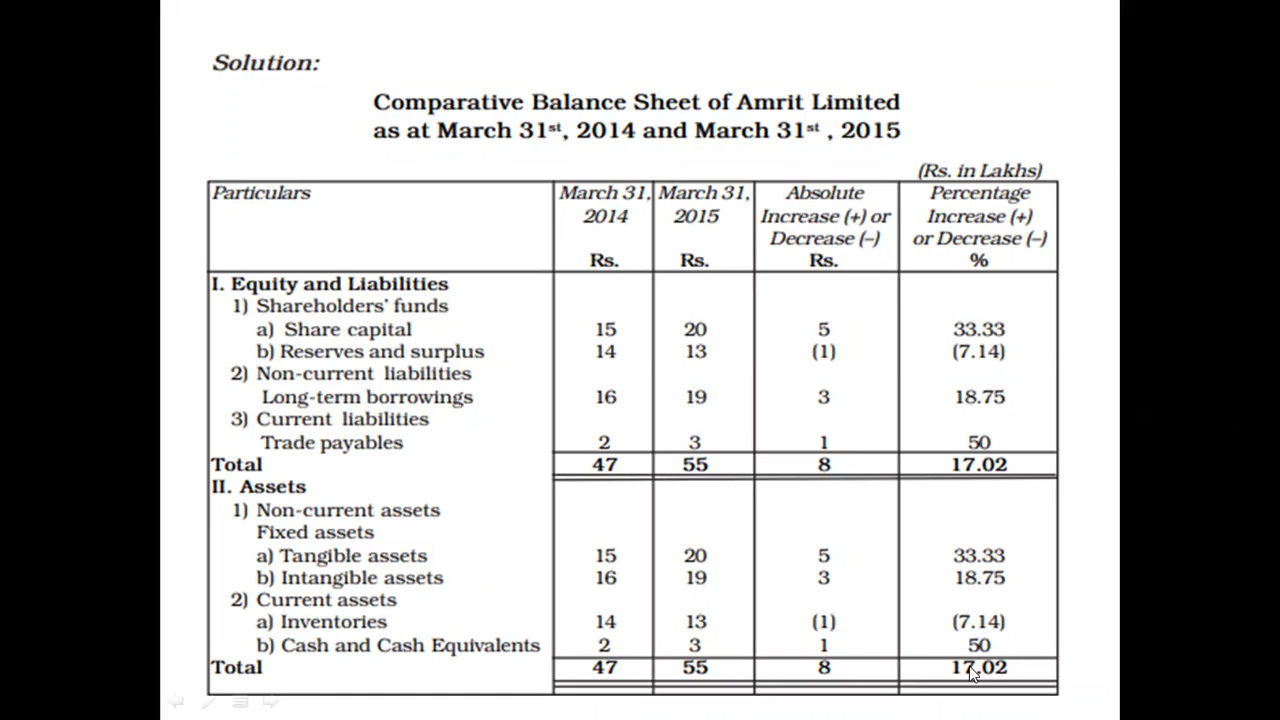 Solution:
Comparative Balance Sheet of Amrit Limited
as at March 31st, 2014 and March 31st , 2015
(Rs. in Lakhs)
Particulars March 31, March 31, Absolute Percentage
2014 2015 Increase (+) or Increase (+)
Decrease (–) or Decrease (–)
Rs. Rs. Rs. %
I. Equity and Liabilities
1) Shareholders' funds
a) Share capital 15 20 5 33.33
b) Reserves and surplus 14 13 (1) (7.14)
2) Non-current liabilities
Long-term borrowings 16 19 3 18.75
3) Current liabilities
Trade payables 2 3 1 50
Total 47 55 8 17.02
II. Assets
1) Non-current assets
Fixed assets
a) Tangible assets 15 20 5 33.33
b) Intangible assets 16 19 3 18.75
2) Current assets
a) Inventories 14 13 (1) (7.14)
b) Cash and Cash Equivalents 2 3 1 50
Total 47 55 8 17.02